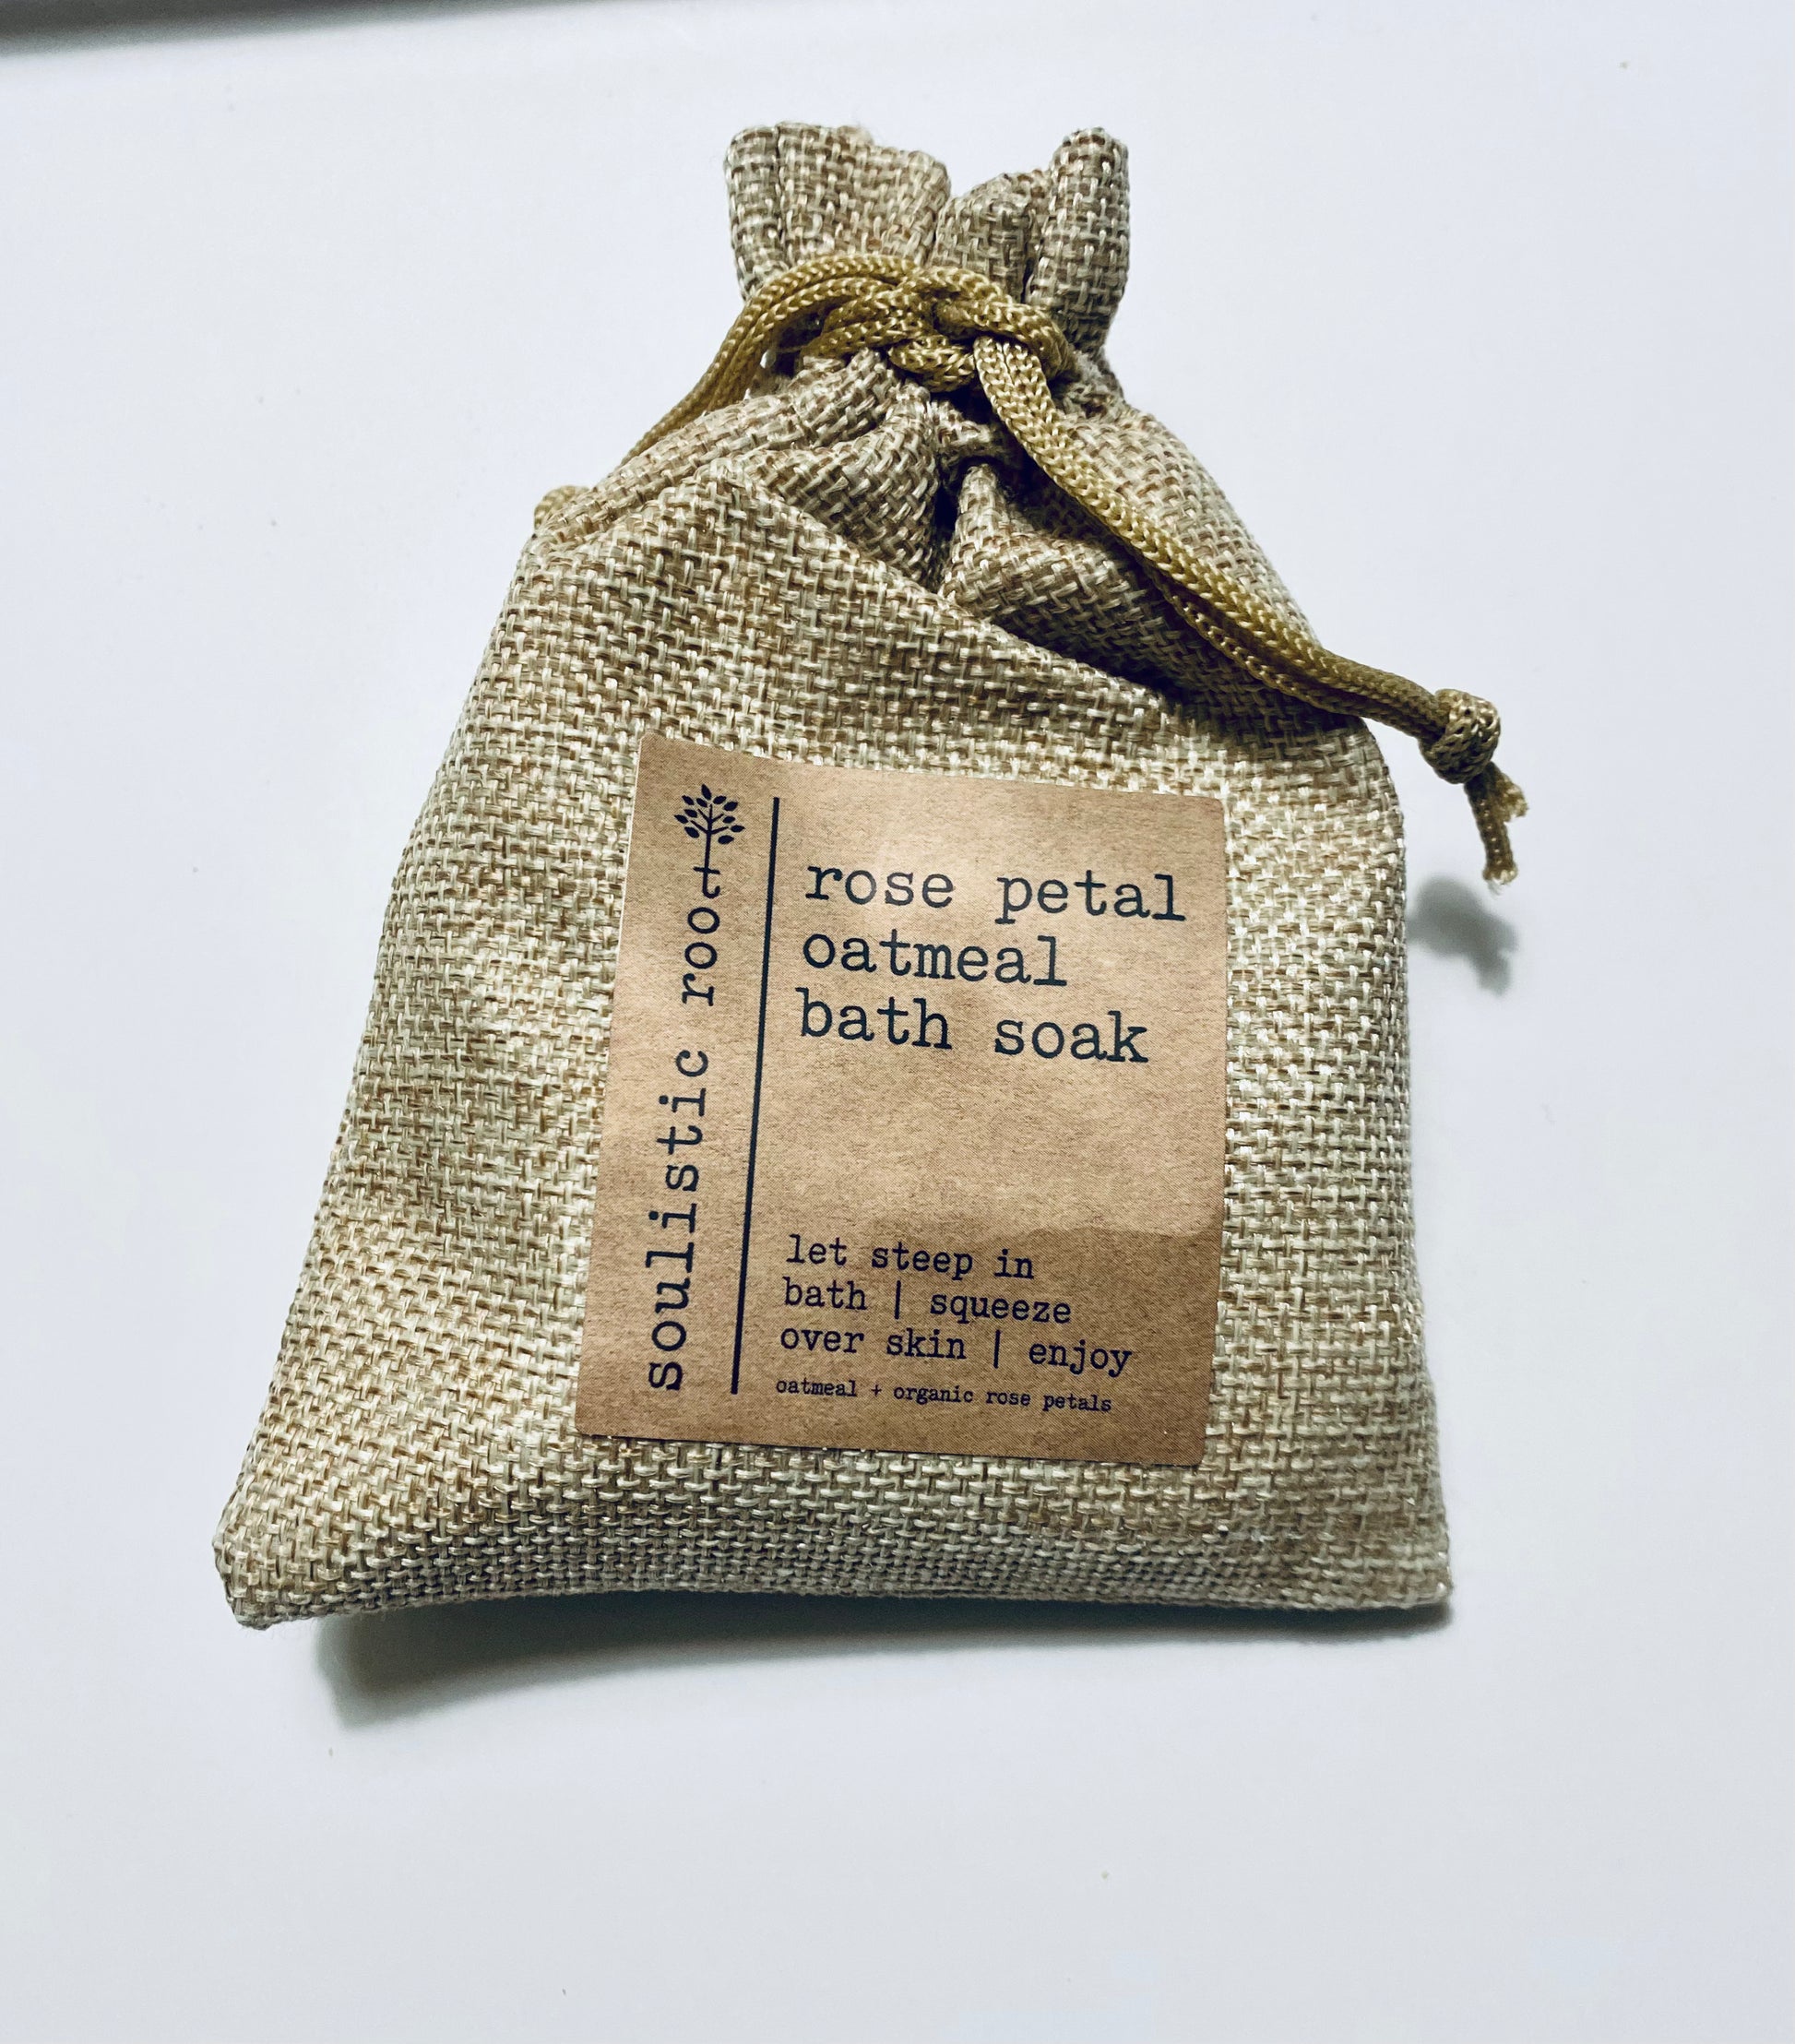 soulistic root
rose petal
oatmeal
bath soak
let steep in
bath | squeeze
over skin | enjoy
oatmeal + organic rose petals